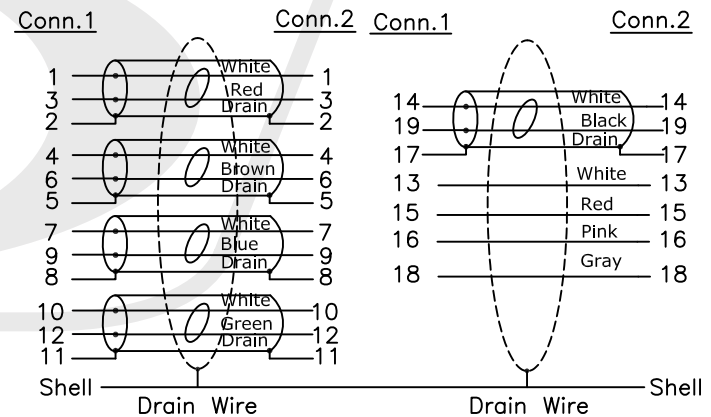 Conn.1 Conn.2 Conn.1 Conn.2
1 White 1
3 Red 3
2 Drain 2
4 White 4
6 Brown 6
5 Drain 5
7 White 7
9 Blue 9
8 Drain 8
10 White 10
12 Green 12
11 Drain 11
14 White 14
19 Black 19
17 Drain 17
13 White 13
15 Red 15
16 Pink 16
18 Gray 18
Shell Shell
Drain Wire Drain Wire